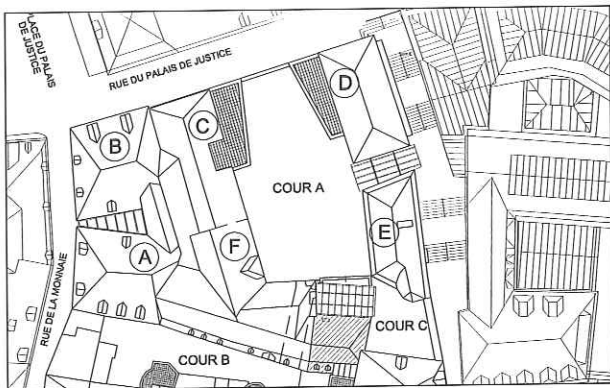 PLACE DU PALAIS
DE JUSTICE
RUE DU PALAIS DE JUSTICE
D
C
B
COUR A
A
F
E
RUE DE LA MONNAIE
COUR C
COUR B